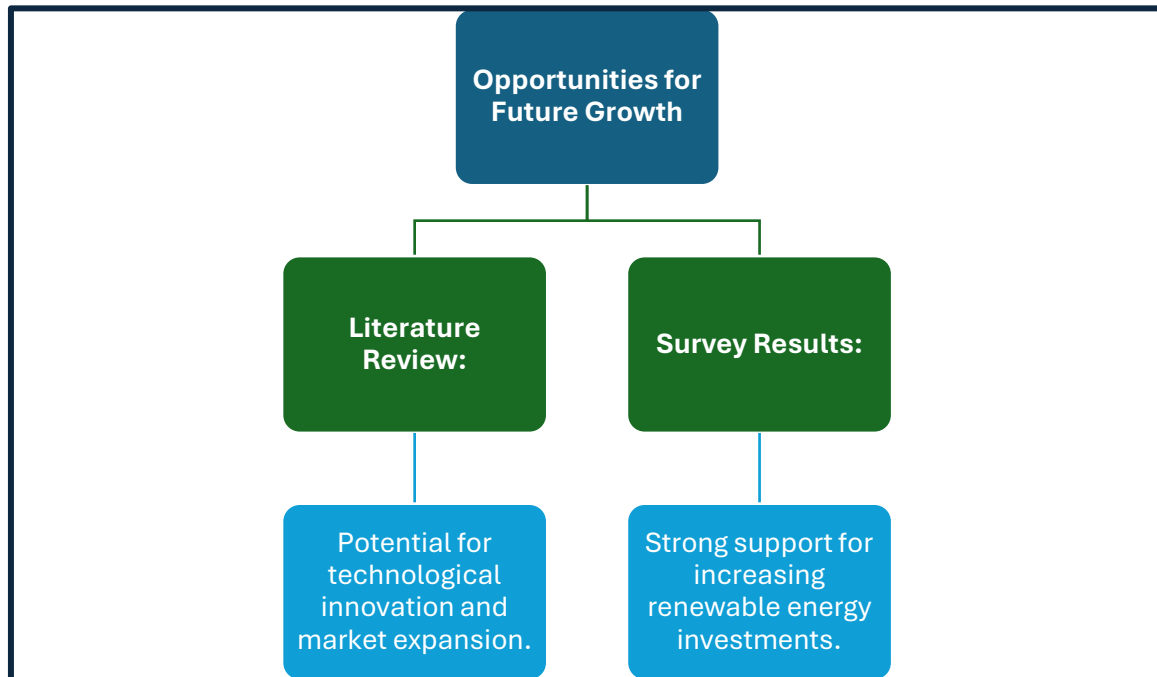 Opportunities for
Future Growth
Literature
Review:
Survey Results:
Potential for
technological
innovation and
market expansion.
Strong support for
increasing
renewable energy
investments.